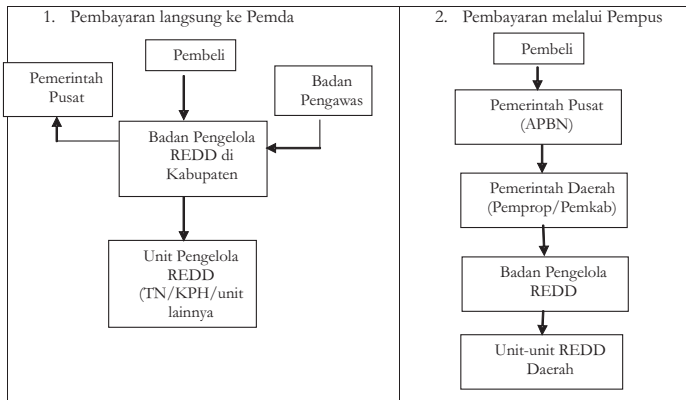 1. Pembayaran langsung ke Pemda
Pembeli
Pemerintah
Pusat
Badan
Pengawas
Badan Pengelola
REDD di
Kabupaten
Unit Pengelola
REDD
(TN/KPH/unit
lainnya
2. Pembayaran melalui Pempus
Pembeli
Pemerintah Pusat
(APBN)
Pemerintah Daerah
(Pemprop/Pemkab)
Badan Pengelola
REDD
Unit-unit REDD
Daerah